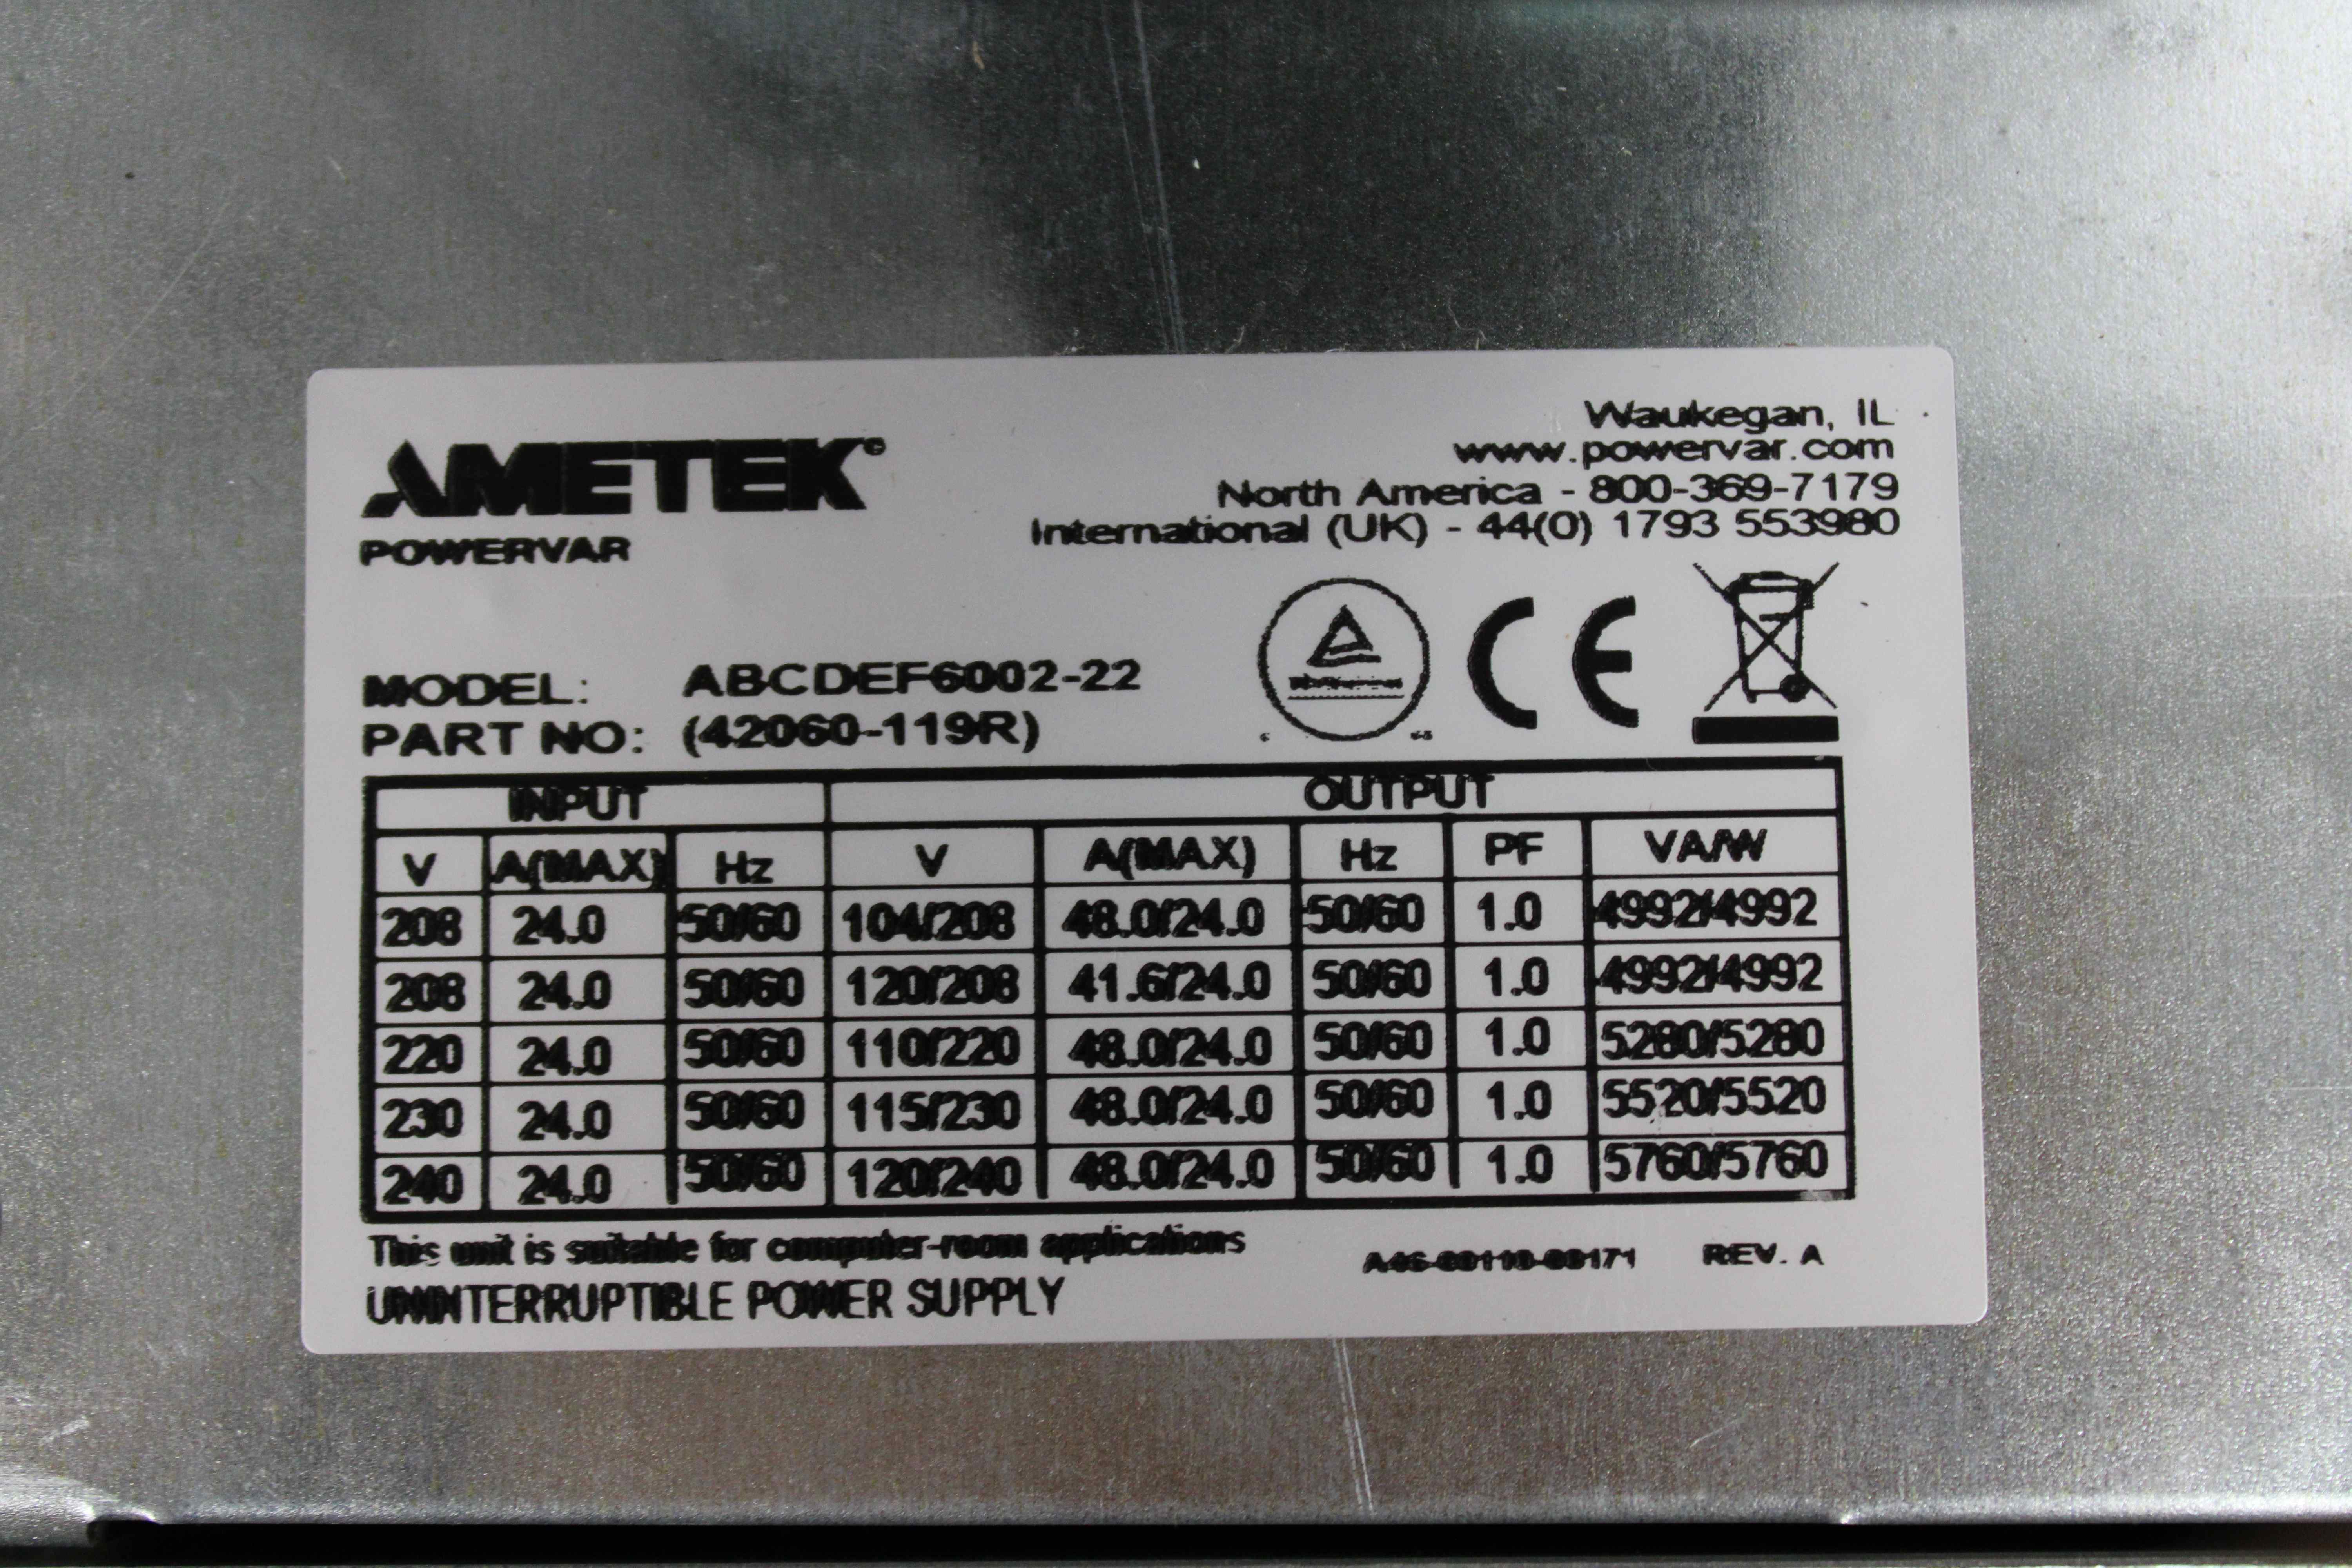 AMETEK®
POWERVAR
Waukegan, IL
www.powervar.com
North America - 800-369-7179
International (UK) - 44(0) 1793 553980
CE
MODEL: ABCDEF6002-22
PART NO: (42060-119R)
INPUT OUTPUT
V A(MAX) Hz V A(MAX) Hz PF VA/W
208 24.0 50/60 104/208 48.0/24.0 50/60 1.0 4992/4992
208 24.0 50/60 120/208 41.6/24.0 50/60 1.0 4992/4992
220 24.0 50/60 110/220 48.0/24.0 50/60 1.0 5280/5280
230 24.0 50/60 115/230 48.0/24.0 50/60 1.0 5520/5520
240 24.0 50/60 120/240 48.0/24.0 50/60 1.0 5760/5760
This unit is suitable for computer-room applications
REV. A
UNINTERRUPTIBLE POWER SUPPLY